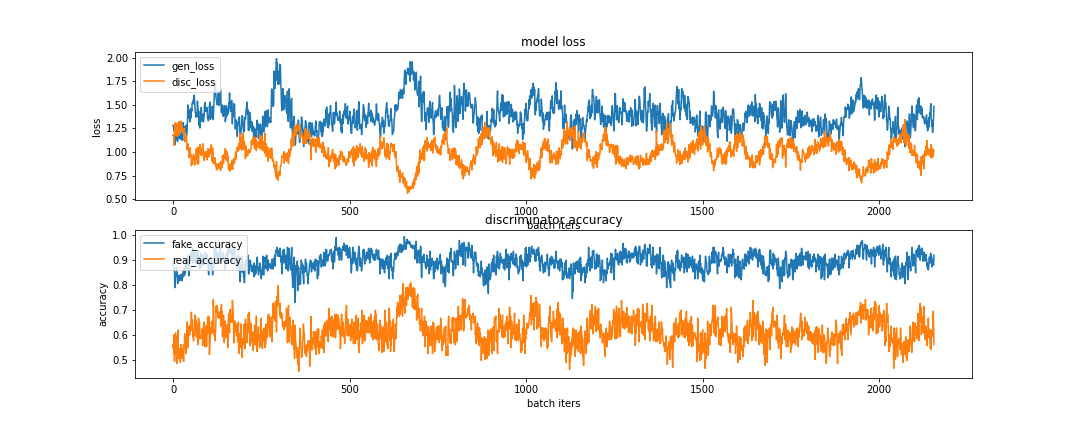 model loss
2.00
1.75
1.50
1.25
1.00
0.75
0.50
loss
gen_loss
disc_loss
0 500 1000 1500 2000
batch iters
discriminator accuracy
1.0
0.9
0.8
0.7
0.6
0.5
accuracy
fake_accuracy
real_accuracy
0 500 1000 1500 2000
batch iters